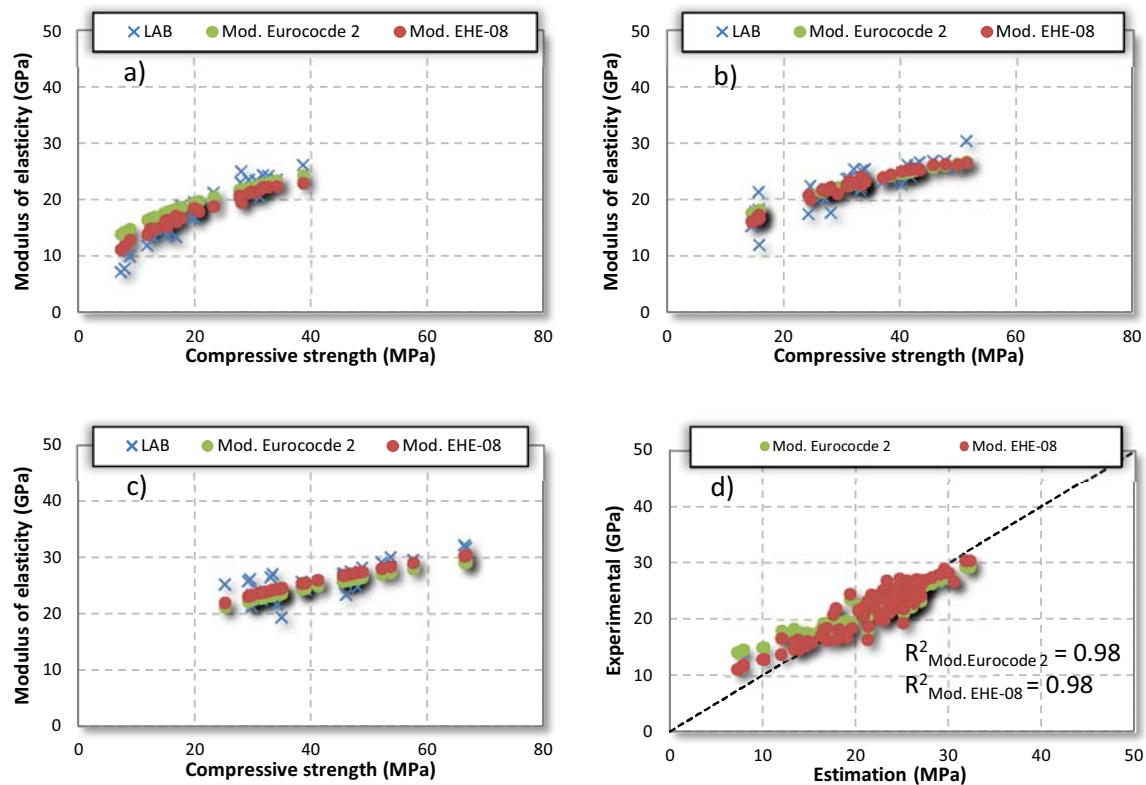 LAB Mod. Eurococde 2 Mod. EHE-08
a)
Modulus of elasticity (GPa)
50
40
30
20
10
0
0 20 40 60 80
Compressive strength (MPa)
LAB Mod. Eurococde 2 Mod. EHE-08
b)
Modulus of elasticity (GPa)
50
40
30
20
10
0
0 20 40 60 80
Compressive strength (MPa)
LAB Mod. Eurococde 2 Mod. EHE-08
c)
Modulus of elasticity (GPa)
50
40
30
20
10
0
0 20 40 60 80
Compressive strength (MPa)
Mod. Eurococde 2 Mod. EHE-08
d)
Experimental (GPa)
50
40
30
20
10
0
R² Mod.Eurocode 2 = 0.98
R² Mod. EHE-08 = 0.98
0 10 20 30 40 50
Estimation (MPa)